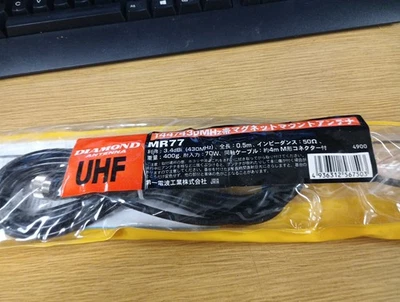 144/430MHz帯マグネットマウントアンテナ
DIAMOND
ANTENNA
UHF
MR77
利得：3.4dBi（430MHz）、全長：0.5m、インピーダンス：50Ω、
重量：400g、耐入力：70W、同軸ケーブル：約4m M形コネクター付
第一電波工業株式会社
4900
4936312567503